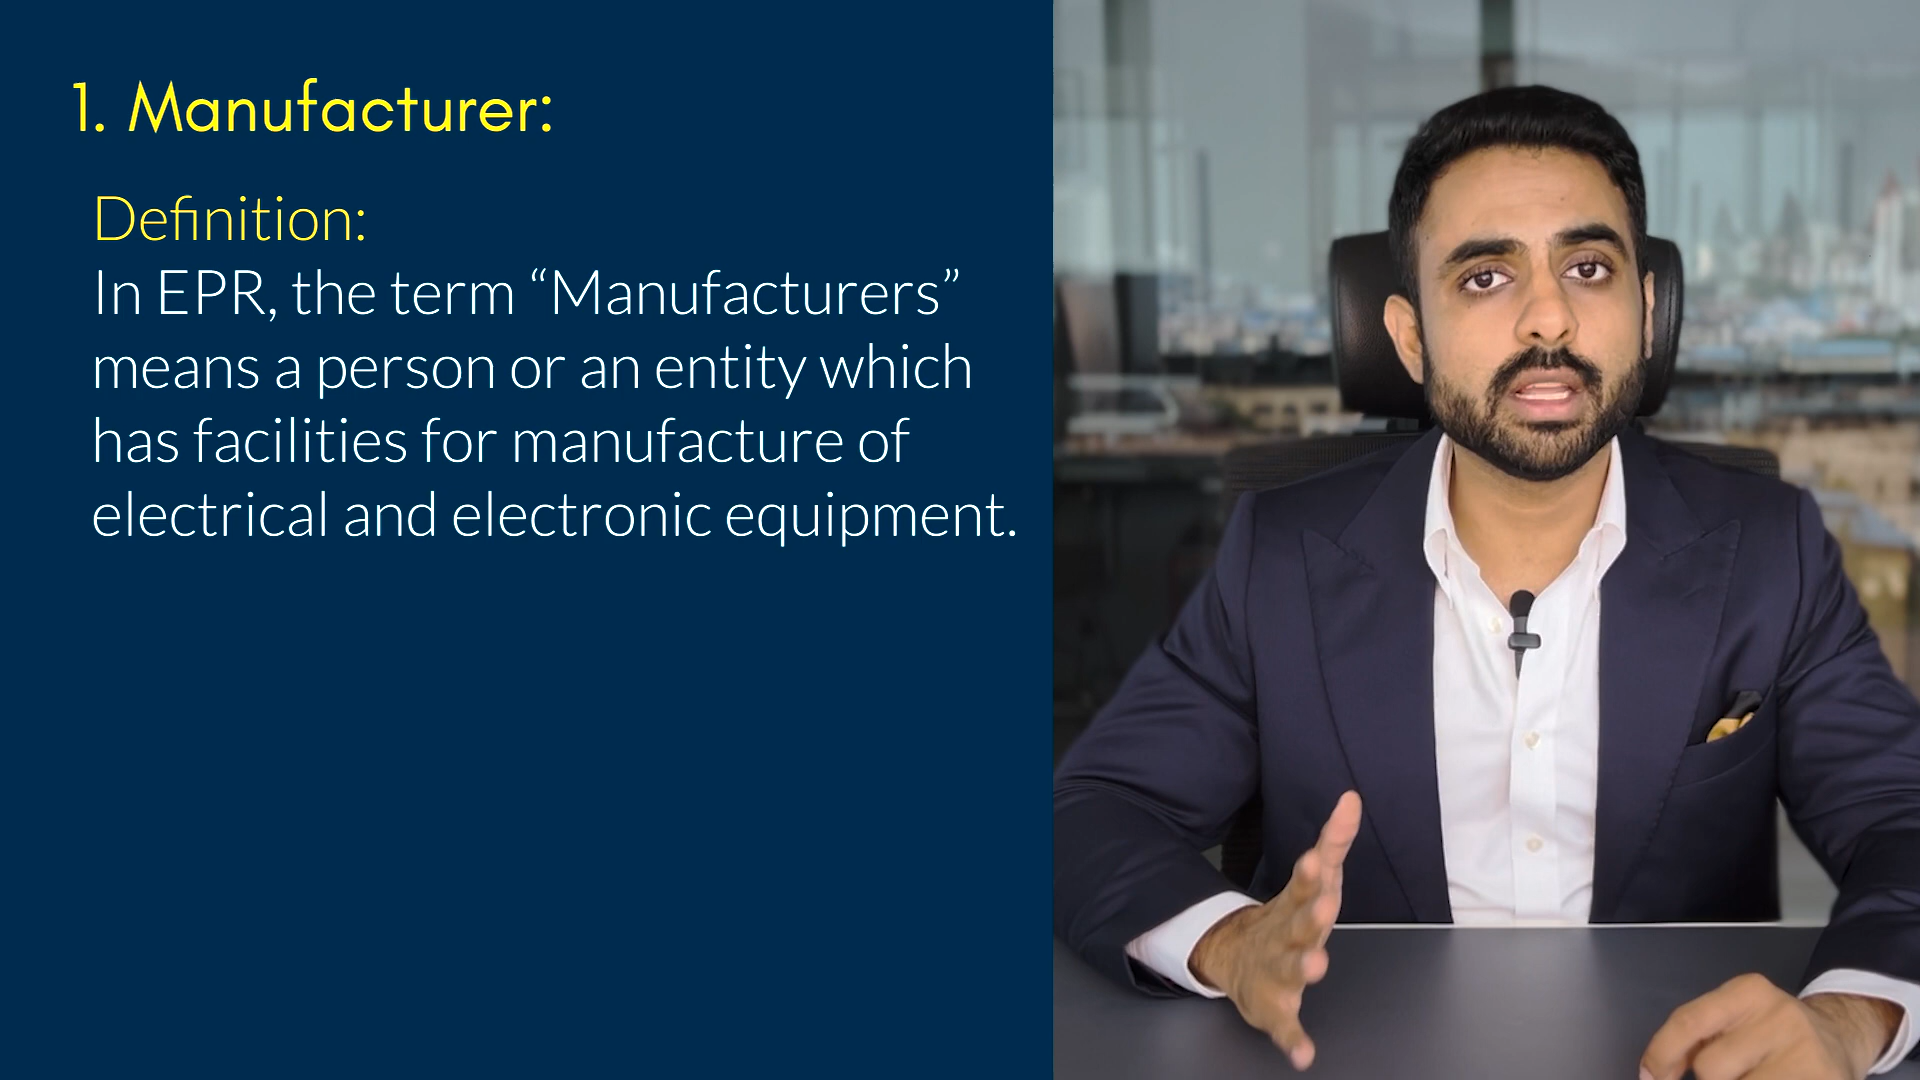 1. Manufacturer:
Definition:
In EPR, the term “Manufacturers”
means a person or an entity which
has facilities for manufacture of
electrical and electronic equipment.